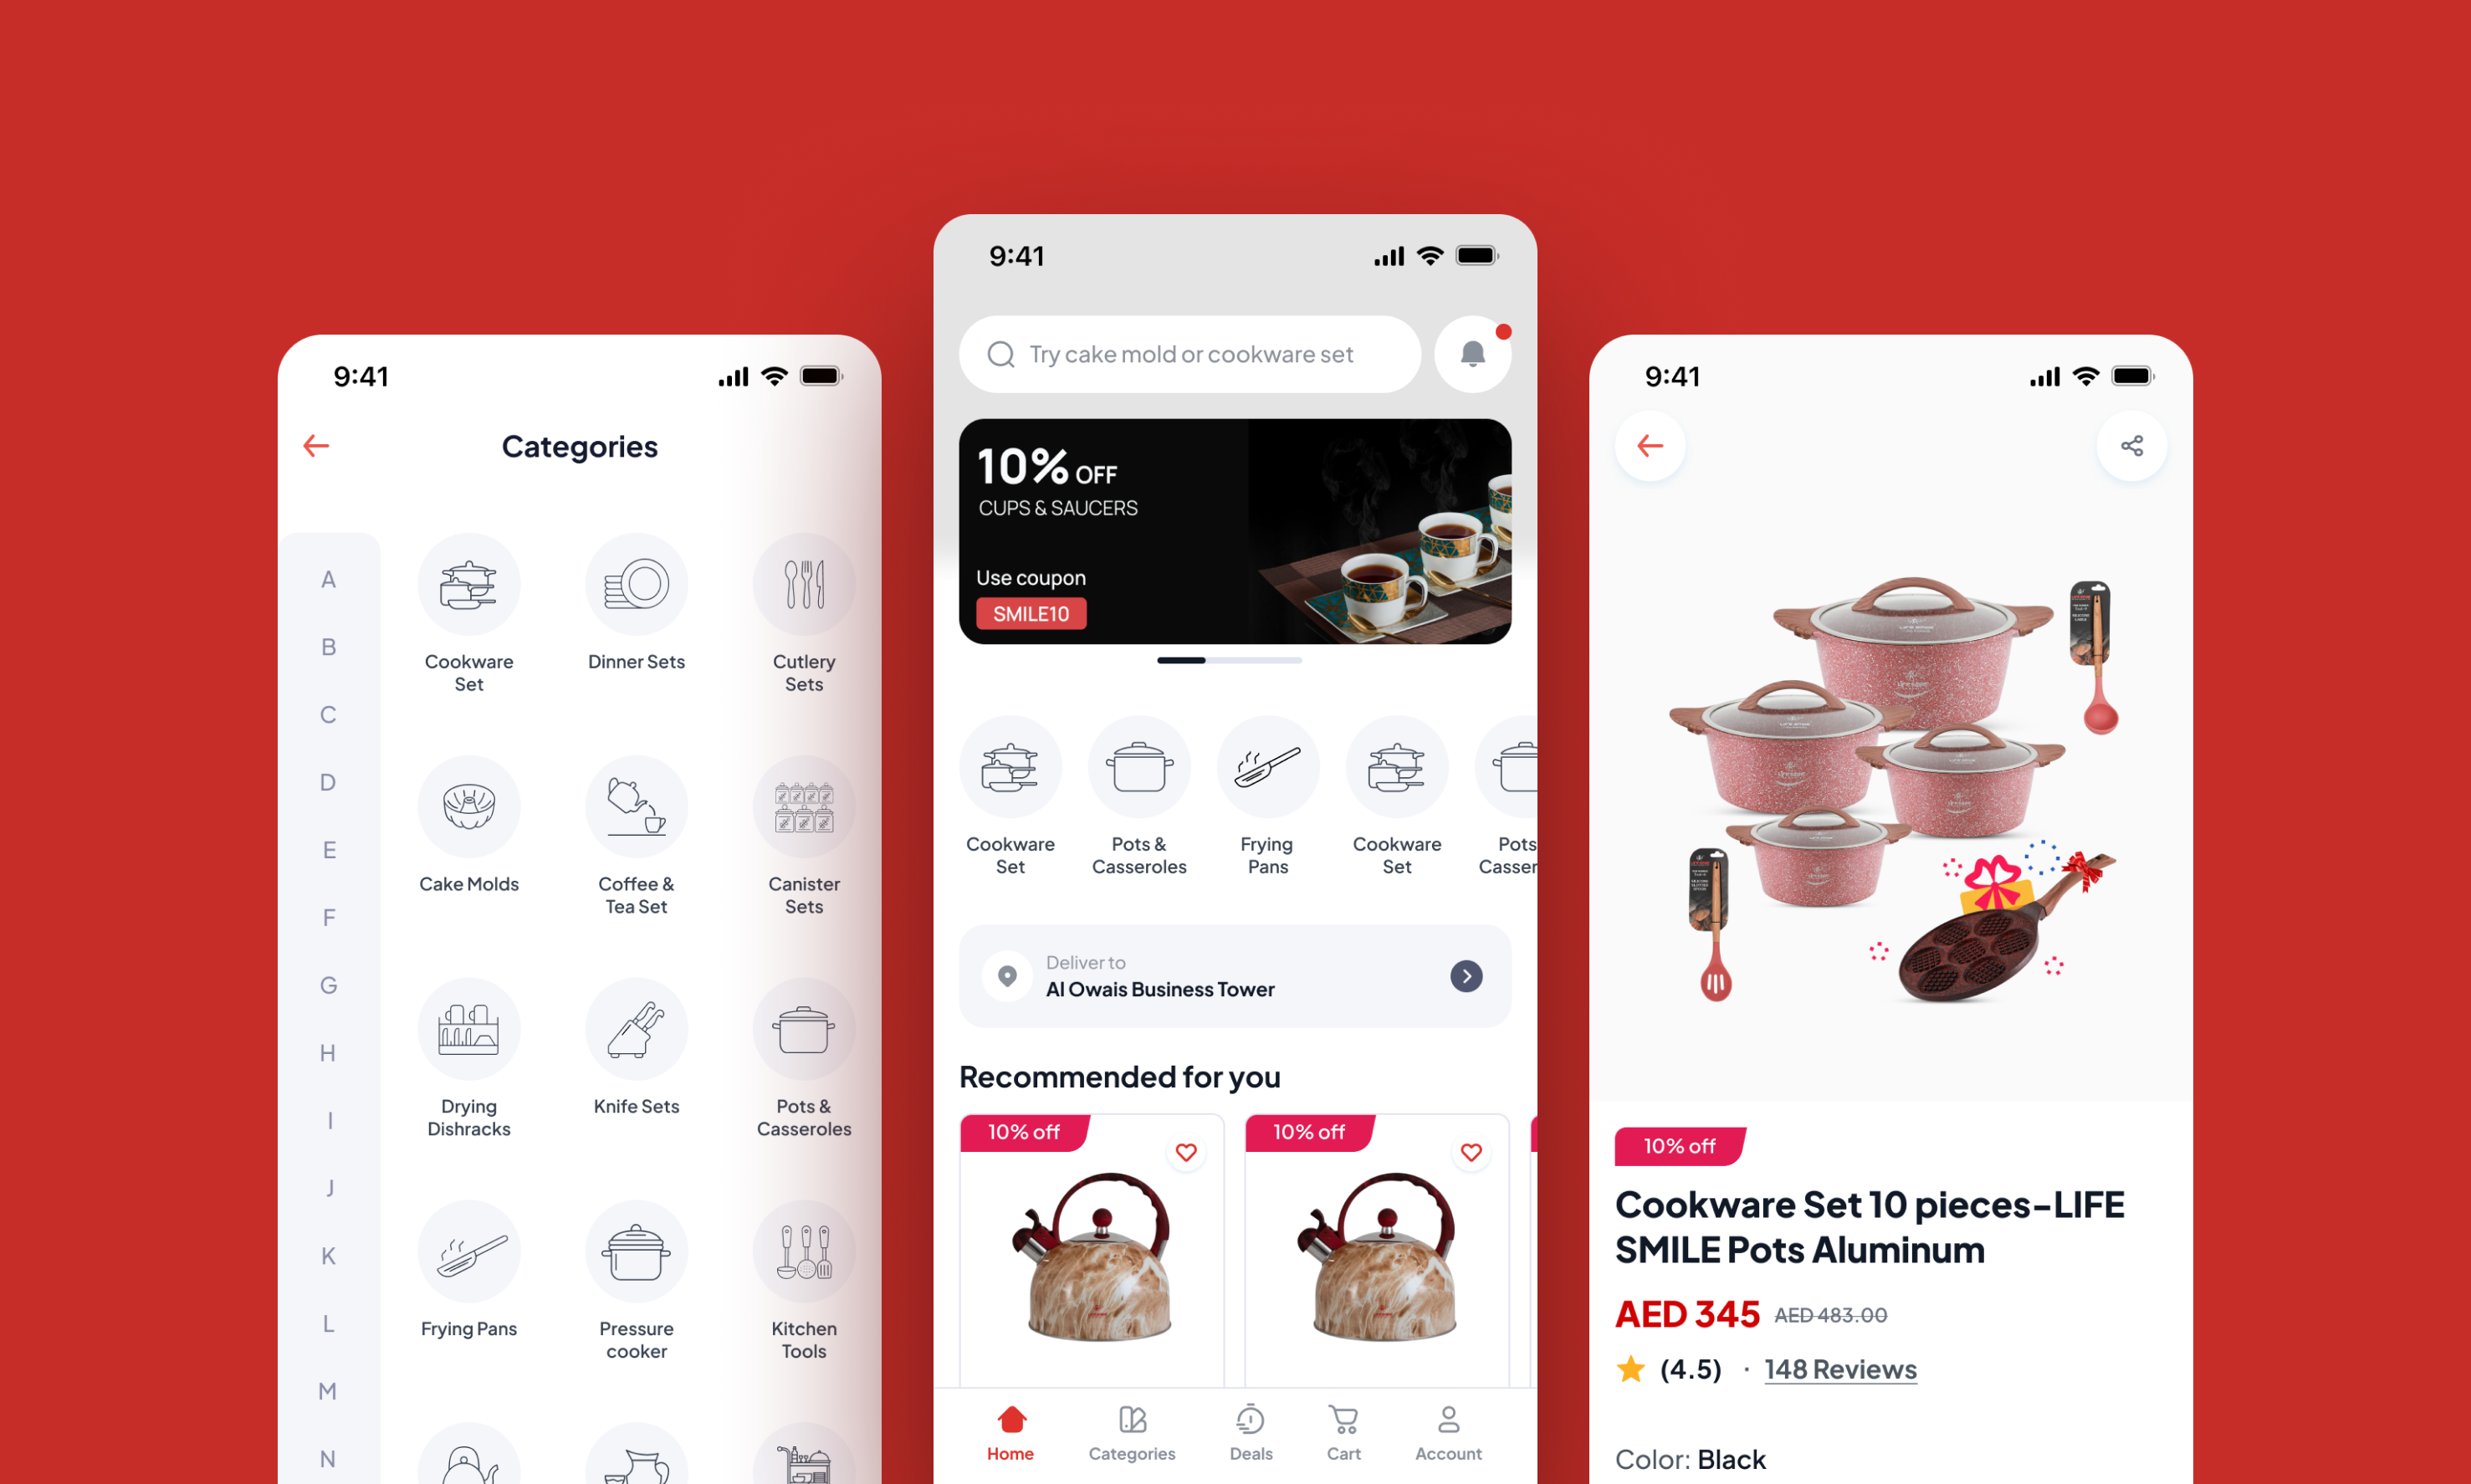 9:41
Categories
A
B
C
D
E
F
G
H
I
J
K
L
M
N
Cookware
Set
Dinner Sets
Cutlery
Sets
Cake Molds
Coffee &
Tea Set
Canister
Sets
Drying
Dishracks
Knife Sets
Pots &
Casseroles
Frying Pans
Pressure
cooker
Kitchen
Tools
9:41
Try cake mold or cookware set
10% OFF
CUPS & SAUCERS
Use coupon
SMILE10
Cookware
Set
Pots &
Casseroles
Frying
Pans
Cookware
Set
Pots
Casser
Deliver to
Al Owais Business Tower
Recommended for you
10% off
10% off
Home
Categories
Deals
Cart
Account
9:41
10% off
Cookware Set 10 pieces-LIFE
SMILE Pots Aluminum
AED 345 AED 483.00
(4.5) · 148 Reviews
Color: Black